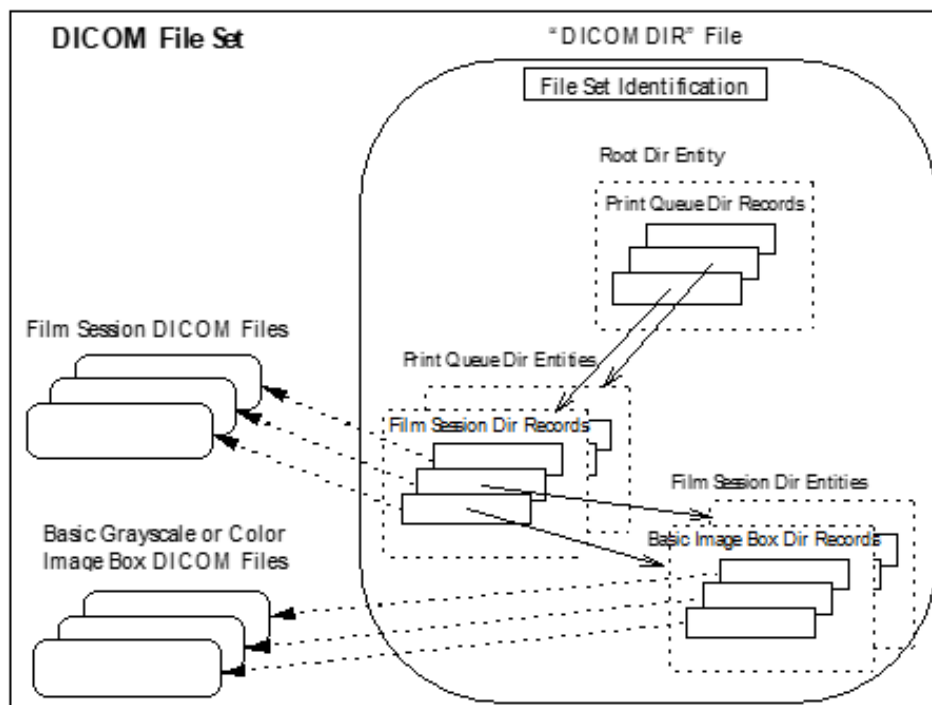 DICOM File Set
“DICOM DIR” File
File Set Identification
Root Dir Entity
Print Queue Dir Records
Film Session DICOM Files
Print Queue Dir Entities
Film Session Dir Records
Film Session Dir Entities
Basic Grayscale or Color
Image Box DICOM Files
Basic Image Box Dir Records